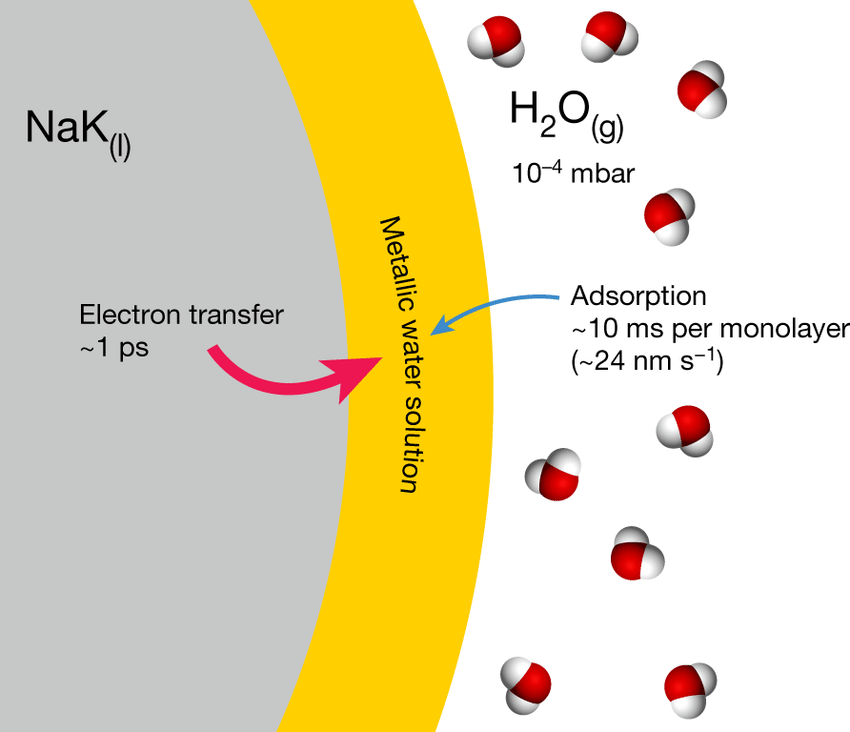 NaK(l)
H₂O(g)
10⁻⁴ mbar
Metallic water solution
Electron transfer
~1 ps
Adsorption
~10 ms per monolayer
(~24 nm s⁻¹)